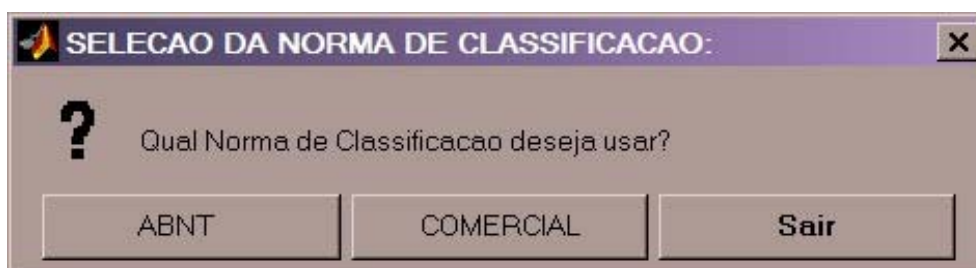 SELECAO DA NORMA DE CLASSIFICACAO:
Qual Norma de Classificacao deseja usar?
ABNT COMERCIAL Sair